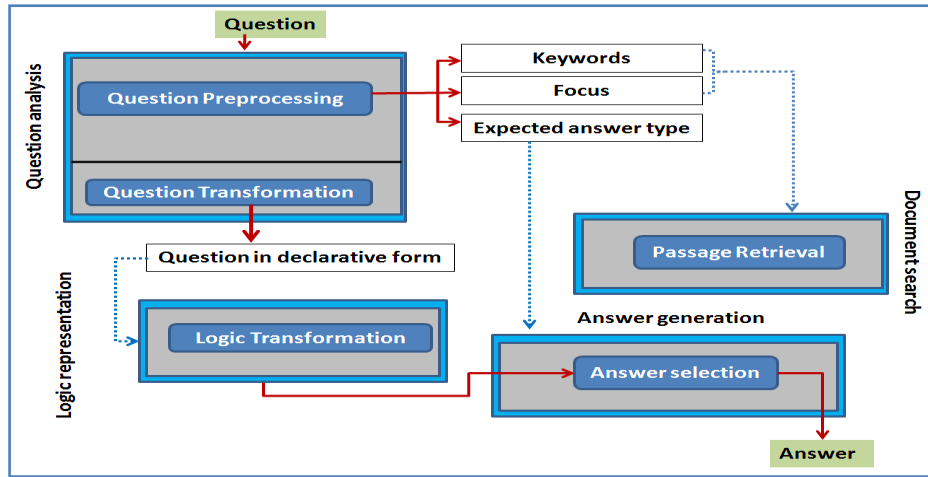 Question
Question analysis
Question Preprocessing
Keywords
Focus
Expected answer type
Question Transformation
Question in declarative form
Document search
Passage Retrieval
Logic representation
Logic Transformation
Answer generation
Answer selection
Answer